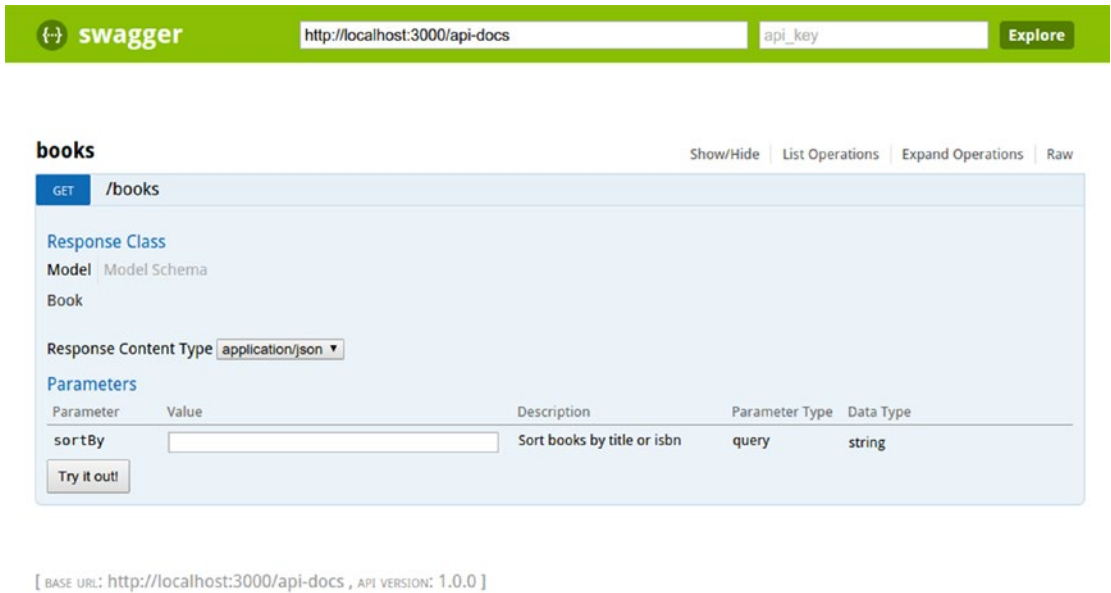 {···} swagger http://localhost:3000/api-docs api_key Explore
books Show/Hide List Operations Expand Operations Raw
GET /books
Response Class
Model Model Schema
Book
Response Content Type application/json ▼
Parameters
Parameter Value Description Parameter Type Data Type
sortBy Sort books by title or isbn query string
Try it out!
[ BASE URL: http://localhost:3000/api-docs , API VERSION: 1.0.0 ]